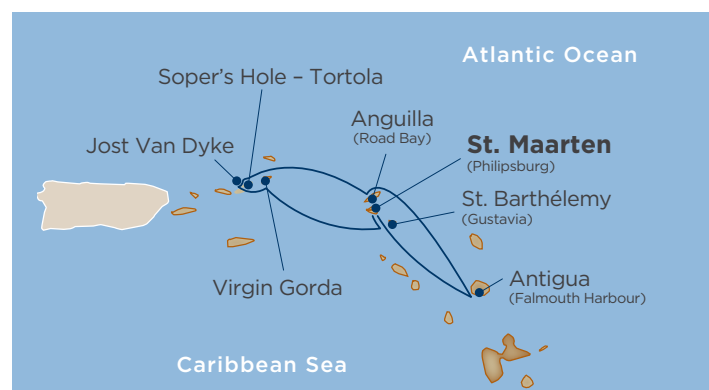 Atlantic Ocean
Soper's Hole – Tortola
Anguilla
(Road Bay)
St. Maarten
(Philipsburg)
Jost Van Dyke
St. Barthélemy
(Gustavia)
Virgin Gorda
Antigua
(Falmouth Harbour)
Caribbean Sea